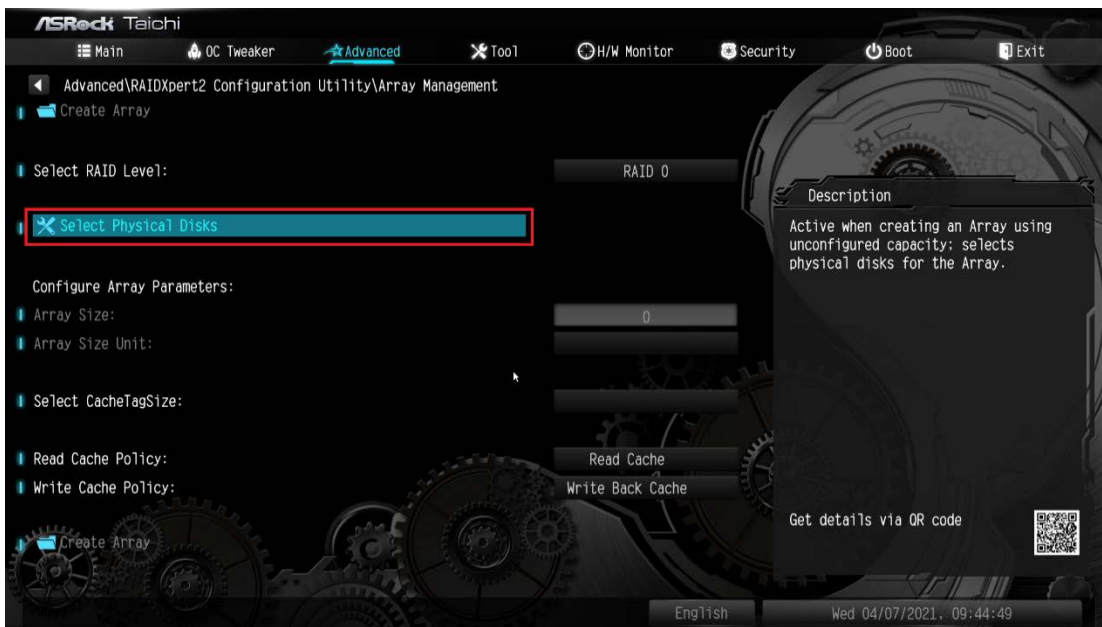 ASRock Taichi
Main OC Tweaker Advanced Tool H/W Monitor Security Boot Exit
Advanced\RAIDXpert2 Configuration Utility\Array Management
Create Array
Select RAID Level: RAID 0
Select Physical Disks
Configure Array Parameters:
Array Size: 0
Array Size Unit:
Select CacheTagSize:
Read Cache Policy: Read Cache
Write Cache Policy: Write Back Cache
Create Array
Description
Active when creating an Array using
unconfigured capacity; selects
physical disks for the Array.
Get details via QR code
English Wed 04/07/2021, 09:44:49